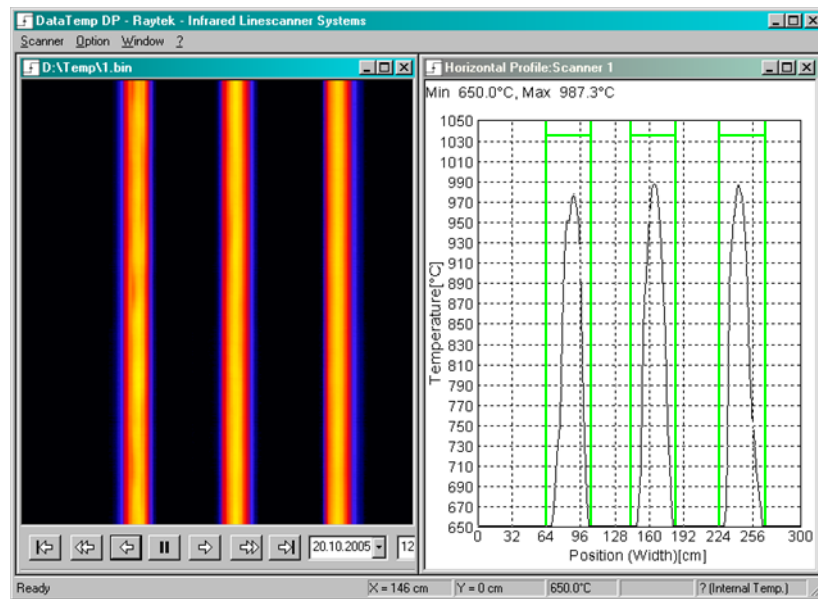 DataTemp DP - Raytek - Infrared Linescanner Systems
Scanner Option Window ?
D:\Temp\1.bin
20.10.2005
12
Horizontal Profile:Scanner 1
Min 650.0°C, Max 987.3°C
Temperature[°C]
1050
1030
1010
990
970
950
930
910
890
870
850
830
810
790
770
750
730
710
690
670
650
0 32 64 96 128 160 192 224 256 300
Position (Width)[cm]
Ready X = 146 cm Y = 0 cm 650.0°C ? (Internal Temp.)